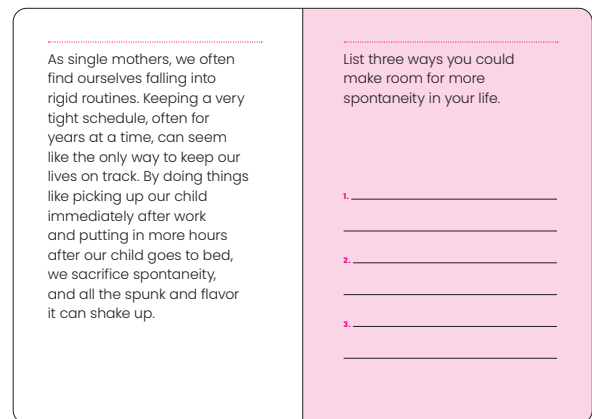 As single mothers, we often
find ourselves falling into
rigid routines. Keeping a very
tight schedule, often for
years at a time, can seem
like the only way to keep our
lives on track. By doing things
like picking up our child
immediately after work
and putting in more hours
after our child goes to bed,
we sacrifice spontaneity,
and all the spunk and flavor
it can shake up.
List three ways you could
make room for more
spontaneity in your life.
1.
2.
3.